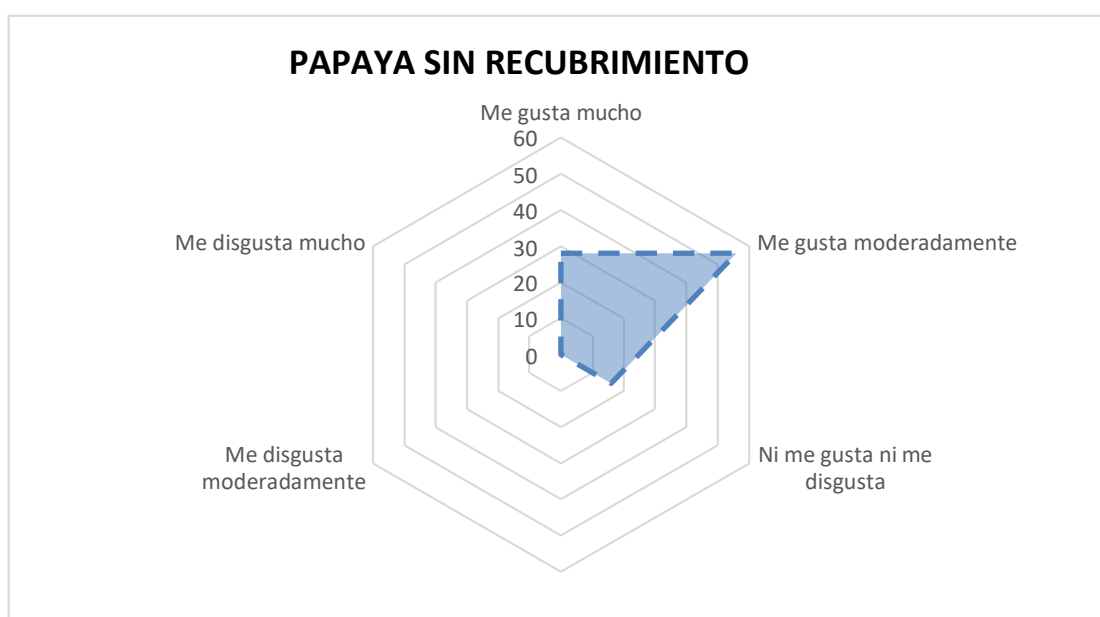 PAPAYA SIN RECUBRIMIENTO
Me gusta mucho
60
50
40
30
20
10
0
Me gusta moderadamente
Ni me gusta ni me
disgusta
Me disgusta
moderadamente
Me disgusta mucho